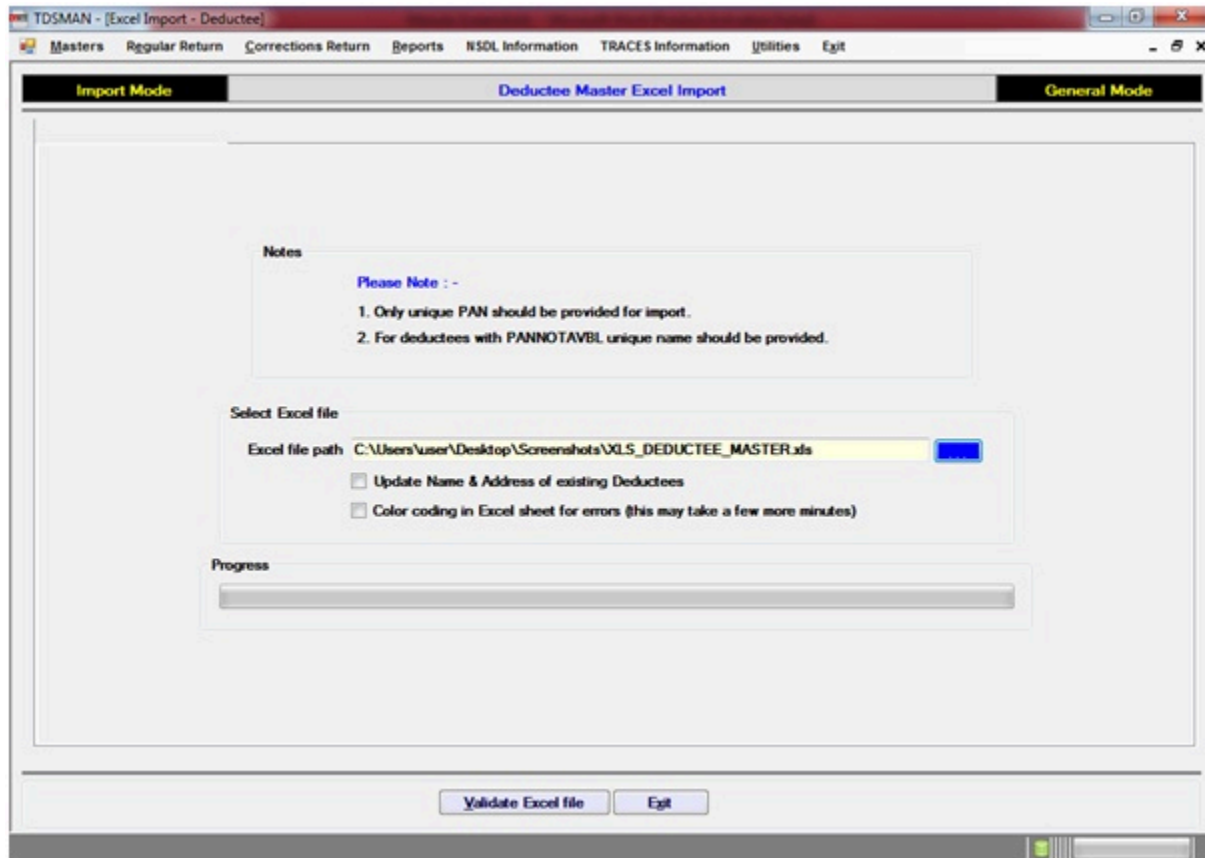 TDSMAN - [Excel Import - Deductee]
Masters Regular Return Corrections Return Reports NSDL Information TRACES Information Utilities Exit
Import Mode Deductee Master Excel Import General Mode
Notes
Please Note : -
1. Only unique PAN should be provided for import.
2. For deductees with PANNOTAVBL unique name should be provided.
Select Excel file
Excel file path C:\Users\user\Desktop\Screenshots\XLS_DEDUCTEE_MASTER.xls ...
Update Name & Address of existing Deductees
Color coding in Excel sheet for errors (this may take a few more minutes)
Progress
Validate Excel file Exit